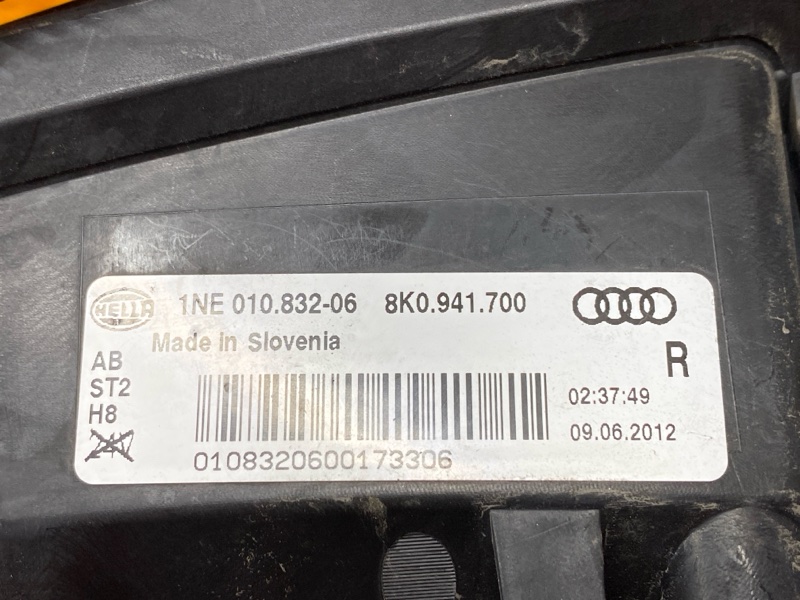 HELLA 1NE 010.832-06 8K0.941.700
Made in Slovenia
R
AB
ST2
H8
02:37:49
09.06.2012
0108320600173306